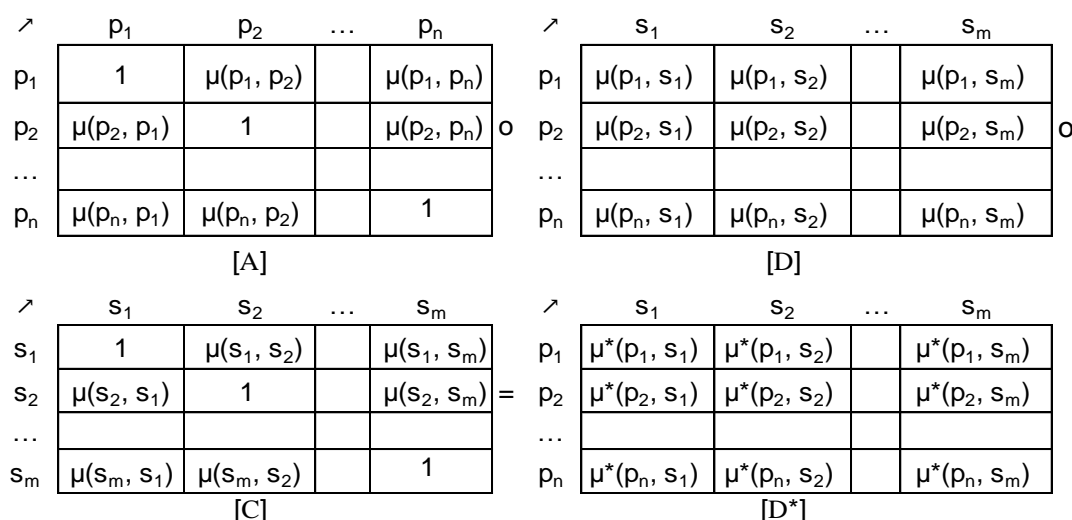 ↗ p₁ p₂ … pₙ ↗ s₁ s₂ … sₘ
p₁ 1 μ(p₁, p₂) μ(p₁, pₙ) p₁ μ(p₁, s₁) μ(p₁, s₂) μ(p₁, sₘ)
p₂ μ(p₂, p₁) 1 μ(p₂, pₙ) o p₂ μ(p₂, s₁) μ(p₂, s₂) μ(p₂, sₘ) o
… …
pₙ μ(pₙ, p₁) μ(pₙ, p₂) 1 pₙ μ(pₙ, s₁) μ(pₙ, s₂) μ(pₙ, sₘ)
[A] [D]
↗ s₁ s₂ … sₘ ↗ s₁ s₂ … sₘ
s₁ 1 μ(s₁, s₂) μ(s₁, sₘ) p₁ μ*(p₁, s₁) μ*(p₁, s₂) μ*(p₁, sₘ)
s₂ μ(s₂, s₁) 1 μ(s₂, sₘ) = p₂ μ*(p₂, s₁) μ*(p₂, s₂) μ*(p₂, sₘ)
… …
sₘ μ(sₘ, s₁) μ(sₘ, s₂) 1 pₙ μ*(pₙ, s₁) μ*(pₙ, s₂) μ*(pₙ, sₘ)
[C] [D*]